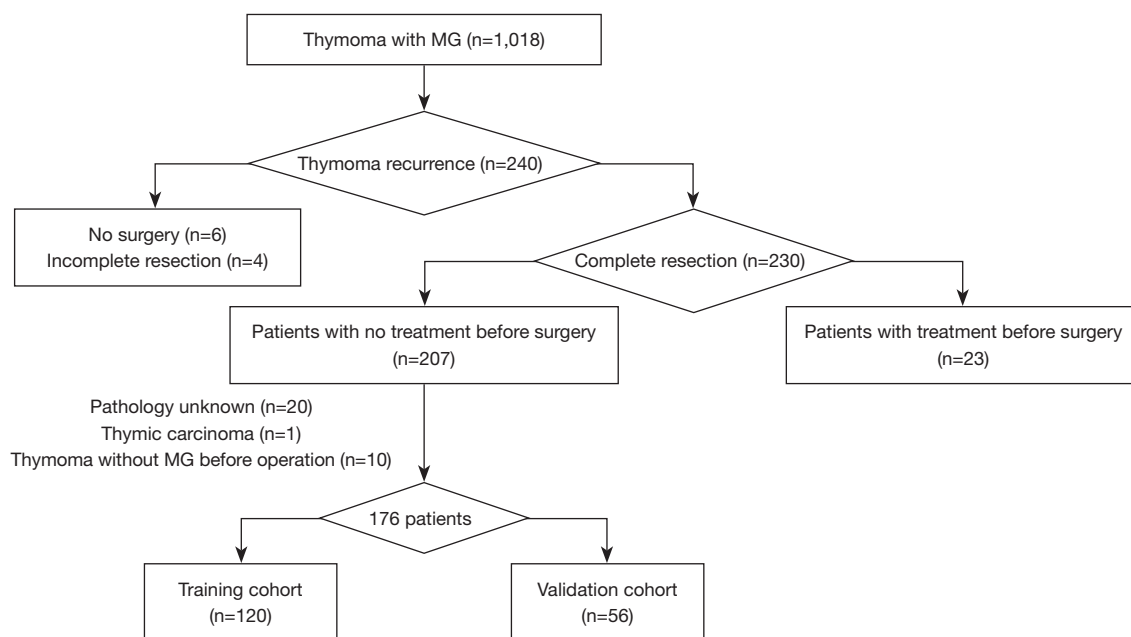 Thymoma with MG (n=1,018)
Thymoma recurrence (n=240)
No surgery (n=6)
Incomplete resection (n=4)
Complete resection (n=230)
Patients with no treatment before surgery
(n=207)
Patients with treatment before surgery
(n=23)
Pathology unknown (n=20)
Thymic carcinoma (n=1)
Thymoma without MG before operation (n=10)
176 patients
Training cohort
(n=120)
Validation cohort
(n=56)